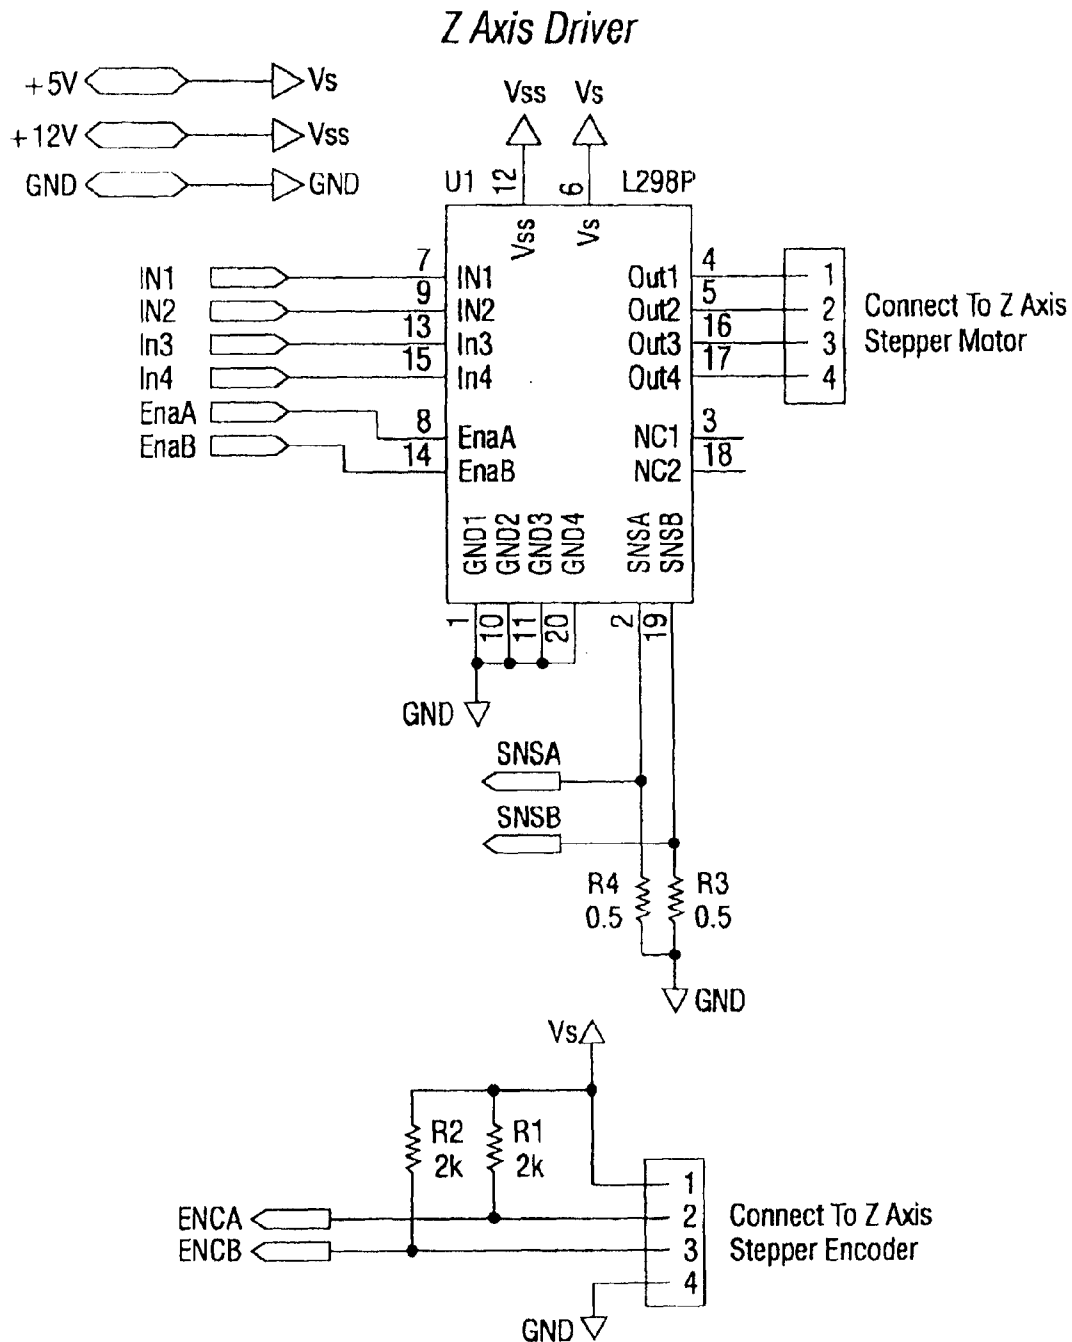 Z Axis Driver
+5V Vs
+12V Vss
GND GND
Vss Vs
U1 12 6 L298P
Vss Vs
IN1 7 IN1 Out1 4 1
IN2 9 IN2 Out2 5 2
In3 13 In3 Out3 16 3
In4 15 In4 Out4 17 4
Connect To Z Axis
Stepper Motor
EnaA 8 EnaA NC1 3
EnaB 14 EnaB NC2 18
GND1 GND2 GND3 GND4 SNSA SNSB
1 10 11 20 2 19
GND
SNSA
SNSB
R4 R3
0.5 0.5
GND
Vs
R2 R1
2k 2k
1
ENCA 2
ENCB 3
4
Connect To Z Axis
Stepper Encoder
GND